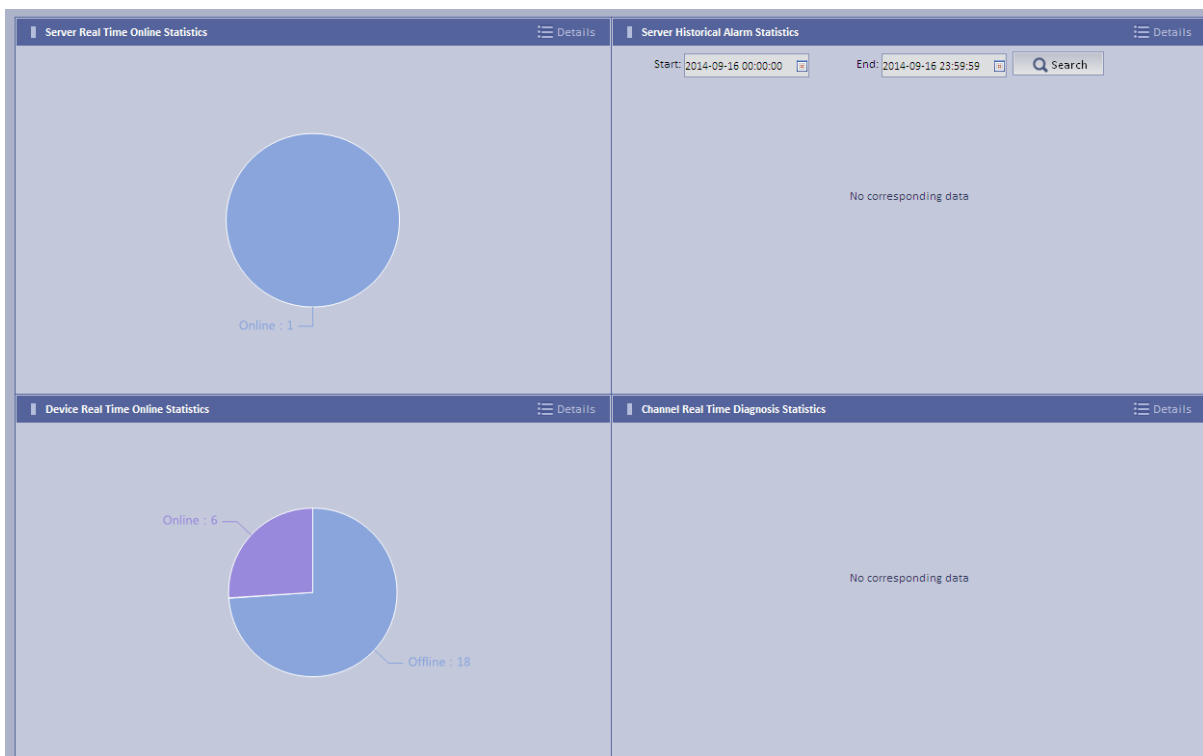 Server Real Time Online Statistics
Details
Online : 1
Server Historical Alarm Statistics
Details
Start: 2014-09-16 00:00:00 End: 2014-09-16 23:59:59 Search
No corresponding data
Device Real Time Online Statistics
Details
Online : 6
Offline : 18
Channel Real Time Diagnosis Statistics
Details
No corresponding data